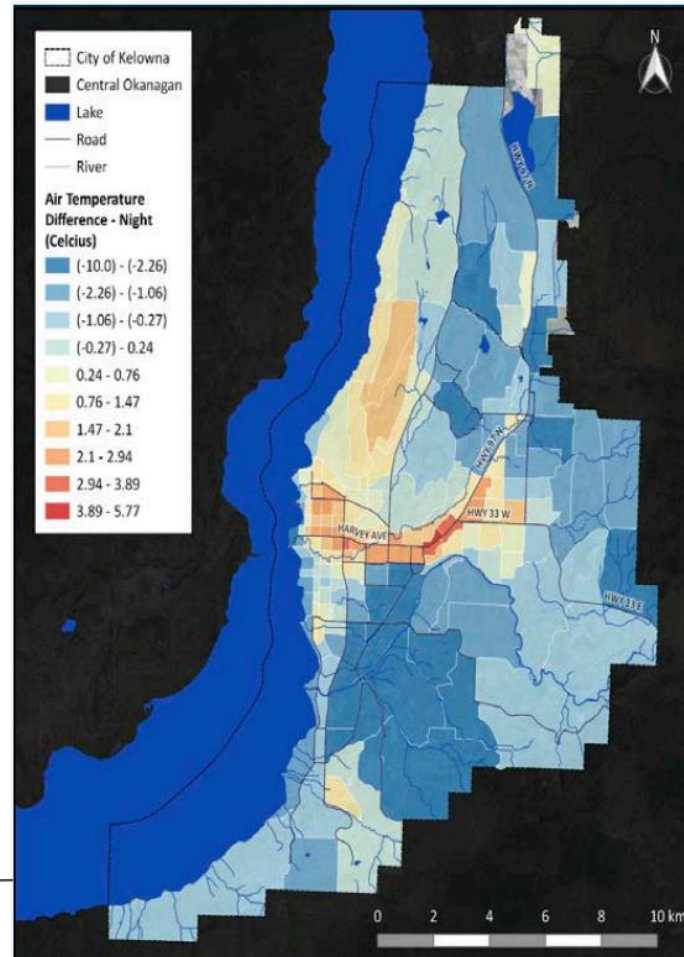 City of Kelowna
Central Okanagan
Lake
Road
River
Air Temperature
Difference - Night
(Celcius)
(-10.0) - (-2.26)
(-2.26) - (-1.06)
(-1.06) - (-0.27)
(-0.27) - 0.24
0.24 - 0.76
0.76 - 1.47
1.47 - 2.1
2.1 - 2.94
2.94 - 3.89
3.89 - 5.77
N
HWY 97 N
HWY 97 N
HARVEY AVE
HWY 33 W
HWY 33 E
0 2 4 6 8 10 km